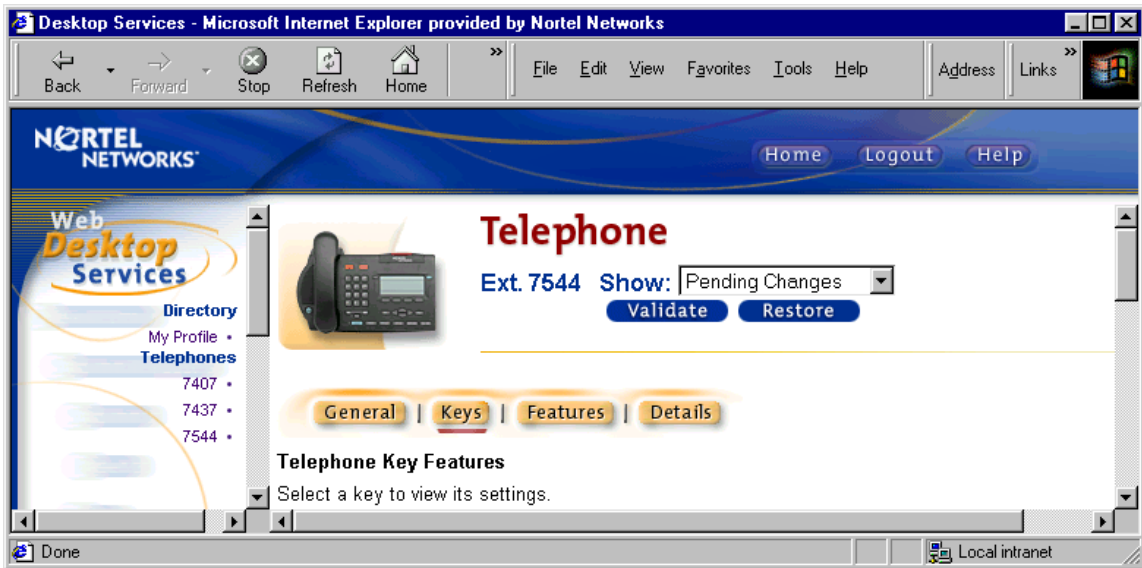 Desktop Services - Microsoft Internet Explorer provided by Nortel Networks
Back Forward Stop Refresh Home » File Edit View Favorites Tools Help Address Links »
NORTEL
NETWORKS
Home Logout Help
Web
Desktop
Services
Directory
My Profile •
Telephones
7407 •
7437 •
7544 •
Telephone
Ext. 7544 Show: Pending Changes
Validate Restore
General | Keys | Features | Details
Telephone Key Features
Select a key to view its settings.
Done Local intranet